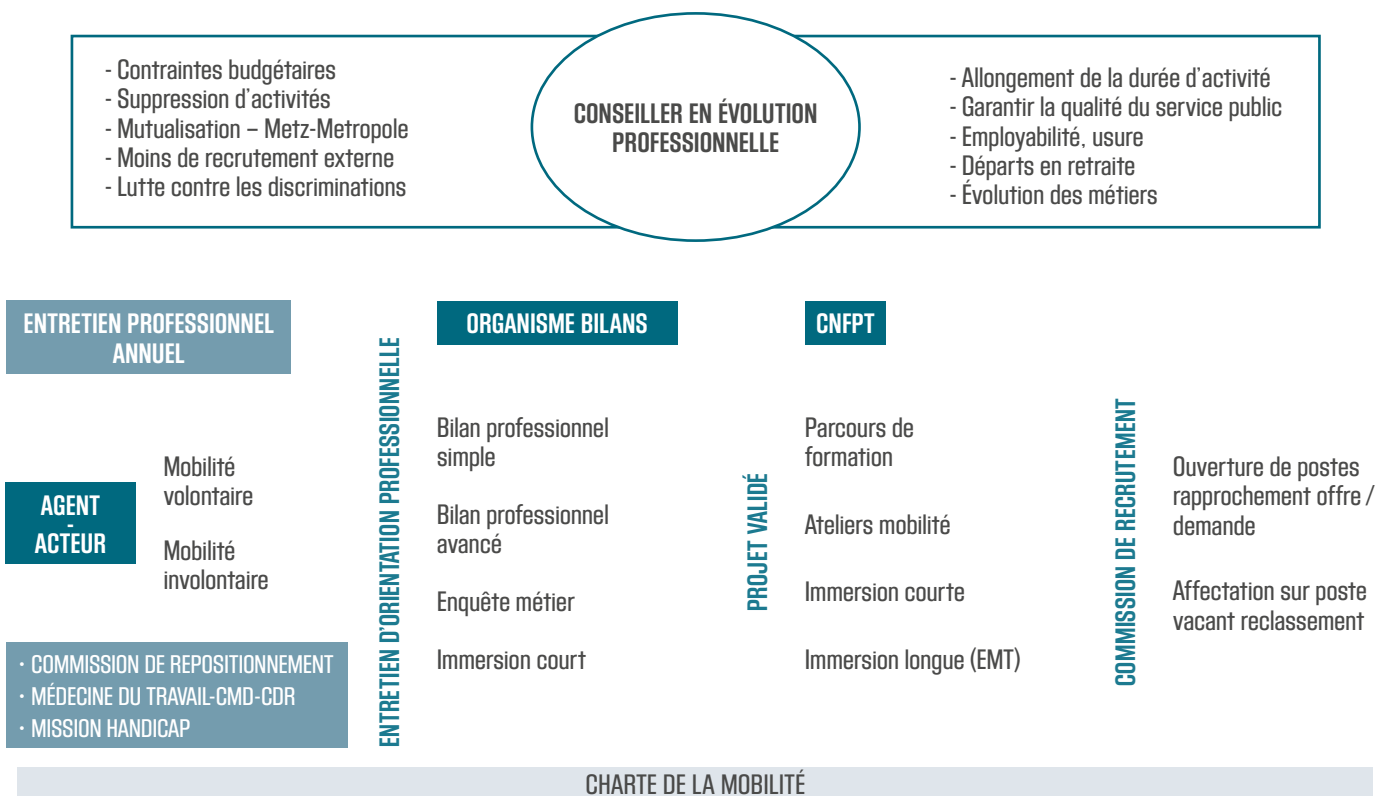 - Contraintes budgétaires
- Suppression d'activités
- Mutualisation – Metz-Metropole
- Moins de recrutement externe
- Lutte contre les discriminations
CONSEILLER EN ÉVOLUTION
PROFESSIONNELLE
- Allongement de la durée d'activité
- Garantir la qualité du service public
- Employabilité, usure
- Départs en retraite
- Évolution des métiers
ENTRETIEN PROFESSIONNEL
ANNUEL
AGENT
-
ACTEUR
Mobilité
volontaire
Mobilité
involontaire
· COMMISSION DE REPOSITIONNEMENT
· MÉDECINE DU TRAVAIL-CMD-CDR
· MISSION HANDICAP
ENTRETIEN D'ORIENTATION PROFESSIONNELLE
ORGANISME BILANS
Bilan professionnel
simple
Bilan professionnel
avancé
Enquête métier
Immersion court
PROJET VALIDÉ
CNFPT
Parcours de
formation
Ateliers mobilité
Immersion courte
Immersion longue (EMT)
COMMISSION DE RECRUTEMENT
Ouverture de postes
rapprochement offre /
demande
Affectation sur poste
vacant reclassement
CHARTE DE LA MOBILITÉ